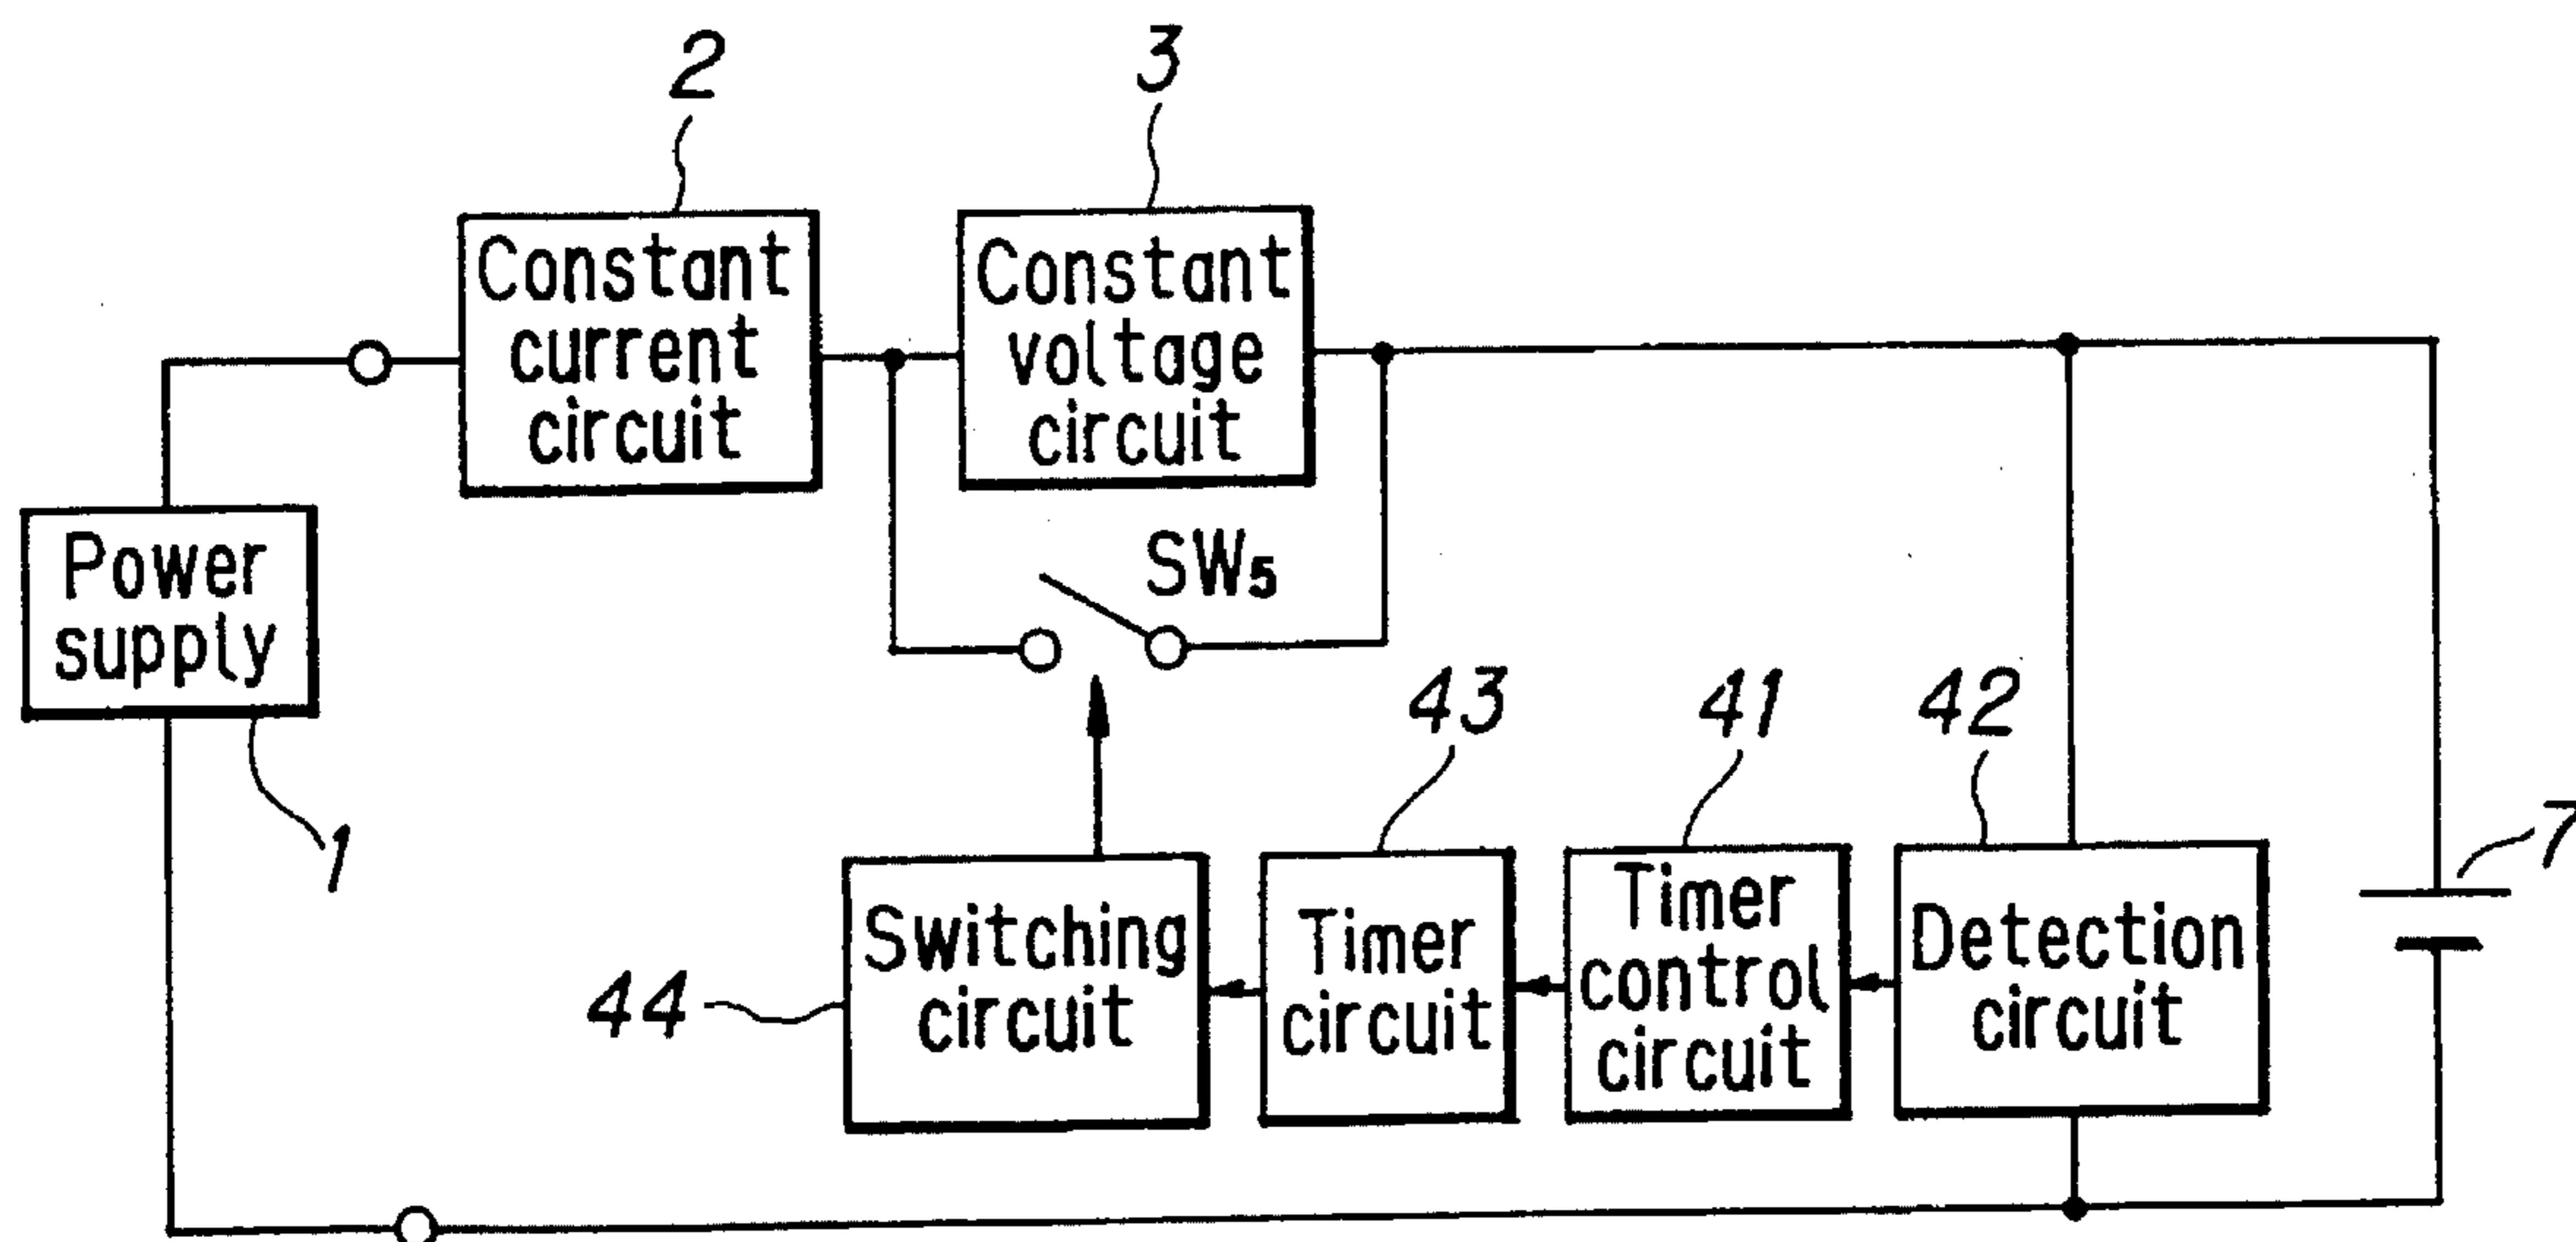 2
3
Constant
current
circuit
Constant
voltage
circuit
Power
supply
SW5
1
43
41
42
7
44
Switching
circuit
Timer
circuit
Timer
control
circuit
Detection
circuit